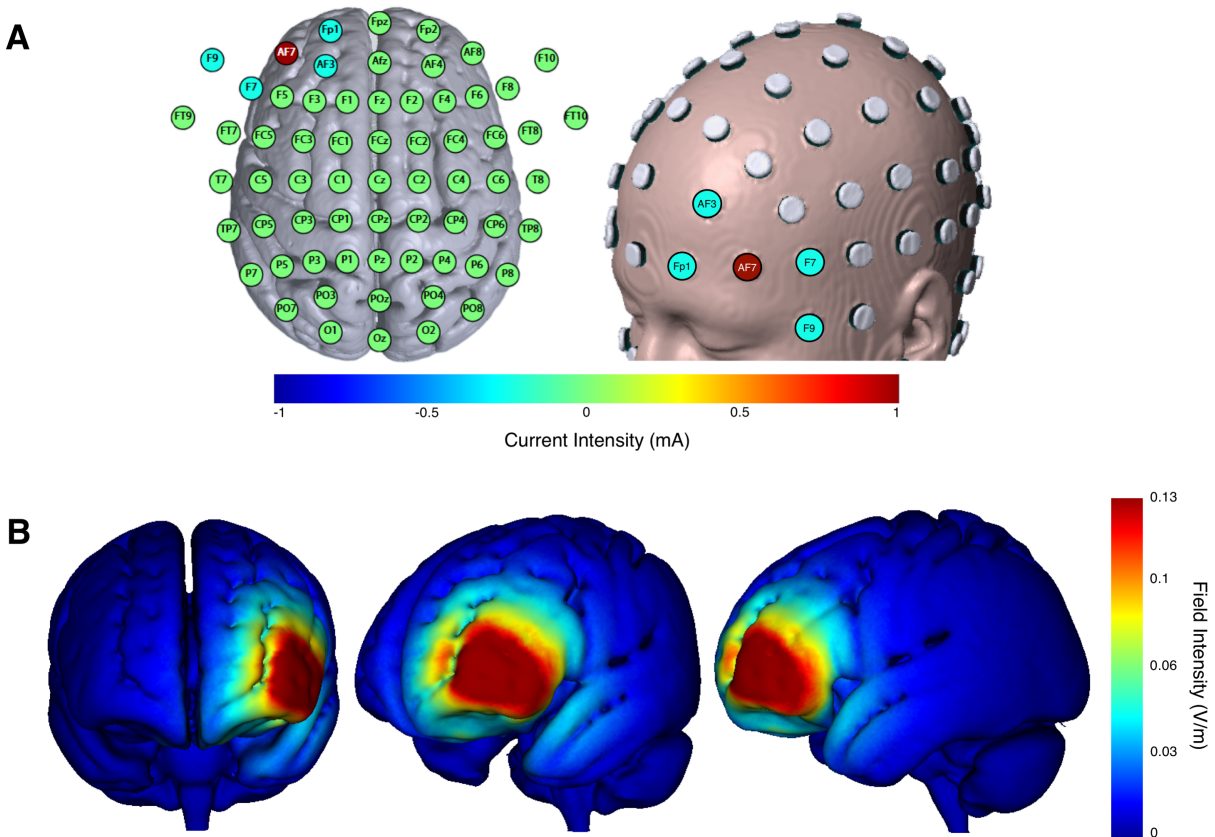 A
Fpz
Fp1 Fp2
AF7 AF8
F9 AF3 Afz AF4 F10
F7 F8
F5 F3 F1 Fz F2 F4 F6
FT9 FT10
FT7 FC5 FC3 FC1 FCz FC2 FC4 FC6 FT8
T7 C5 C3 C1 Cz C2 C4 C6 T8
TP7 CP5 CP3 CP1 CPz CP2 CP4 CP6 TP8
P7 P5 P3 P1 Pz P2 P4 P6 P8
PO7 PO3 POz PO4 PO8
O1 Oz O2
AF3
Fp1 AF7 F7
F9
-1 -0.5 0 0.5 1
Current Intensity (mA)
B
0.13
0.1
0.06
0.03
0
Field Intensity (V/m)